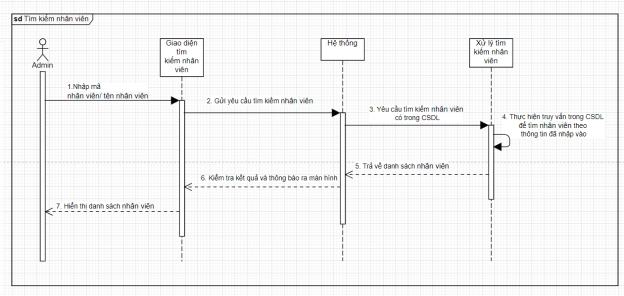 sd Tìm kiếm nhân viên
Giao diện
tìm
kiếm nhân
viên
Hệ thống
Xử lý tìm
kiếm nhân
viên
Admin
1.Nhập mã
nhân viên/ tên nhân viên
2. Gửi yêu cầu tìm kiếm nhân viên
3. Yêu cầu tìm kiếm nhân viên
có trong CSDL
4. Thực hiện truy vấn trong CSDL
để tìm nhân viên theo
thông tin đã nhập vào
5. Trả về danh sách nhân viên
6. Kiểm tra kết quả và thông báo ra màn hình
7. Hiển thị danh sách nhân viên